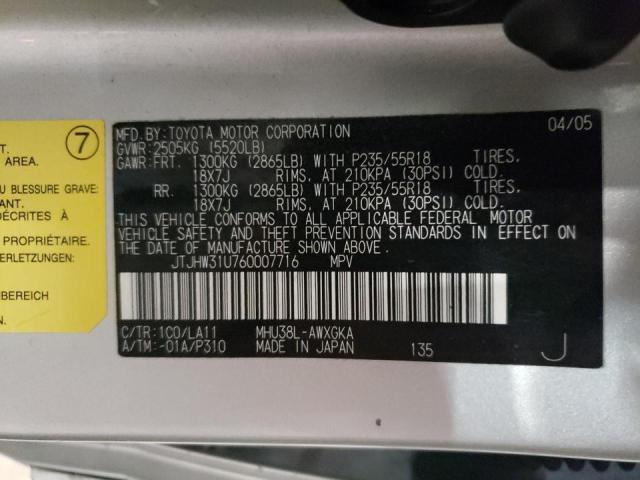 7
T.
AREA.
U BLESSURE GRAVE:
ANT.
DÉCRITES À
PROPRIÉTAIRE.
ERLETZUNG:
BEREICH
N.
MFD.BY:TOYOTA MOTOR CORPORATION 04/05
GVWR:2505KG (5520LB)
GAWR:FRT. 1300KG (2865LB) WITH P235/55R18 TIRES.
18X7J RIMS. AT 210KPA (30PSI) COLD.
RR. 1300KG (2865LB) WITH P235/55R18 TIRES.
18X7J RIMS. AT 210KPA (30PSI) COLD.
THIS VEHICLE CONFORMS TO ALL APPLICABLE FEDERAL MOTOR
VEHICLE SAFETY AND THEFT PREVENTION STANDARDS IN EFFECT ON
THE DATE OF MANUFACTURE SHOWN ABOVE.
JTJHW31U760007716 MPV
C/TR:1C0/LA11 MHU38L-AWXGKA
A/TM:-01A/P310 MADE IN JAPAN 135 J